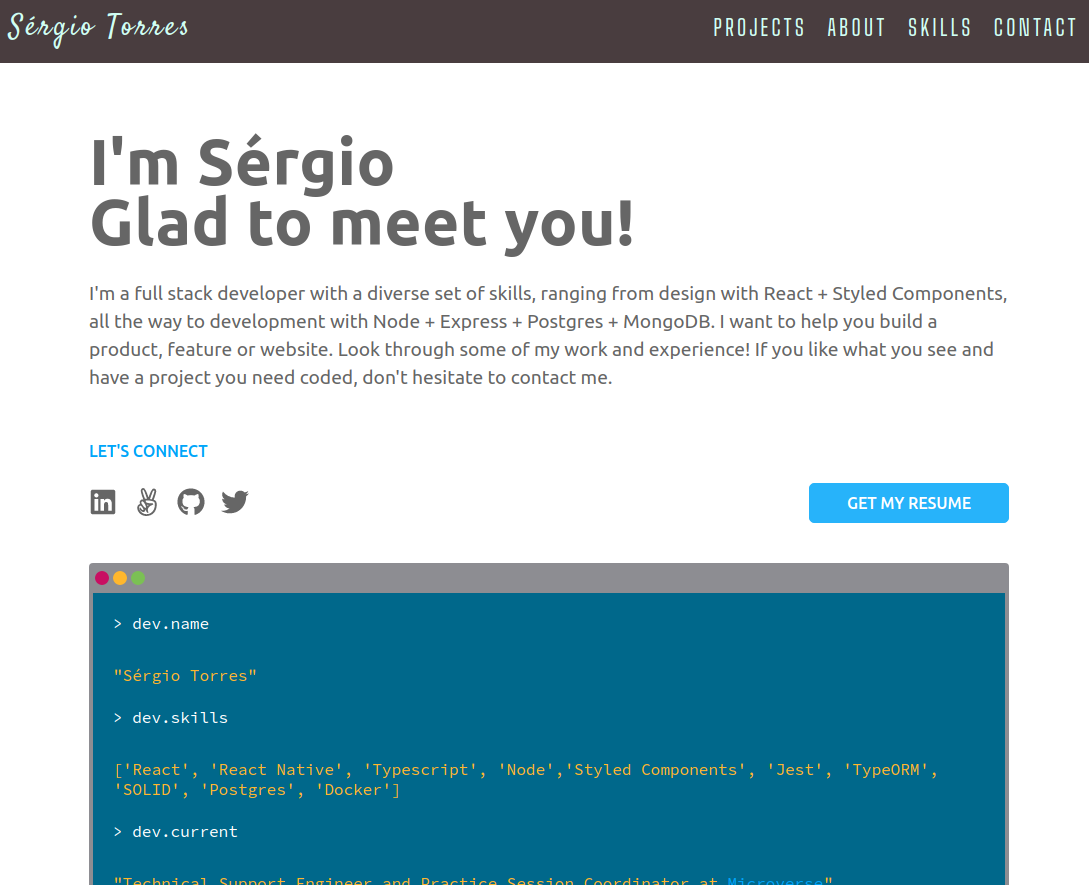 Sérgio Torres
PROJECTS ABOUT SKILLS CONTACT
I'm Sérgio
Glad to meet you!
I'm a full stack developer with a diverse set of skills, ranging from design with React + Styled Components,
all the way to development with Node + Express + Postgres + MongoDB. I want to help you build a
product, feature or website. Look through some of my work and experience! If you like what you see and
have a project you need coded, don't hesitate to contact me.
LET'S CONNECT
in
GET MY RESUME
> dev.name
"Sérgio Torres"
> dev.skills
['React', 'React Native', 'Typescript', 'Node','Styled Components', 'Jest', 'TypeORM',
'SOLID', 'Postgres', 'Docker']
> dev.current
"Technical Support Engineer and Practice Session Coordinator at Microverse"